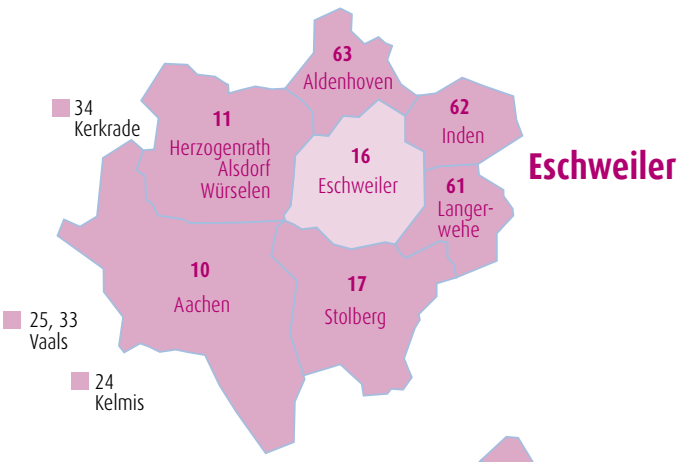 63
Aldenhoven
34
Kerkrade
11
Herzogenrath
Alsdorf
Würselen
62
Inden
16
Eschweiler
Eschweiler
61
Langer-
wehe
10
Aachen
17
Stolberg
25, 33
Vaals
24
Kelmis